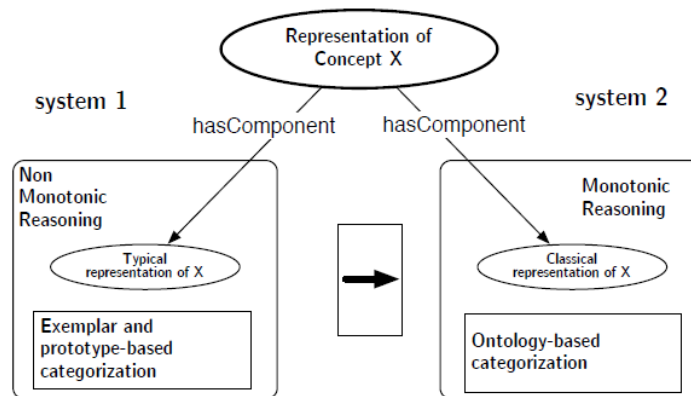 Representation of
Concept X
system 1
system 2
hasComponent
hasComponent
Non
Monotonic
Reasoning
Monotonic
Reasoning
Typical
representation of X
Classical
representation of X
Exemplar and
prototype-based
categorization
Ontology-based
categorization